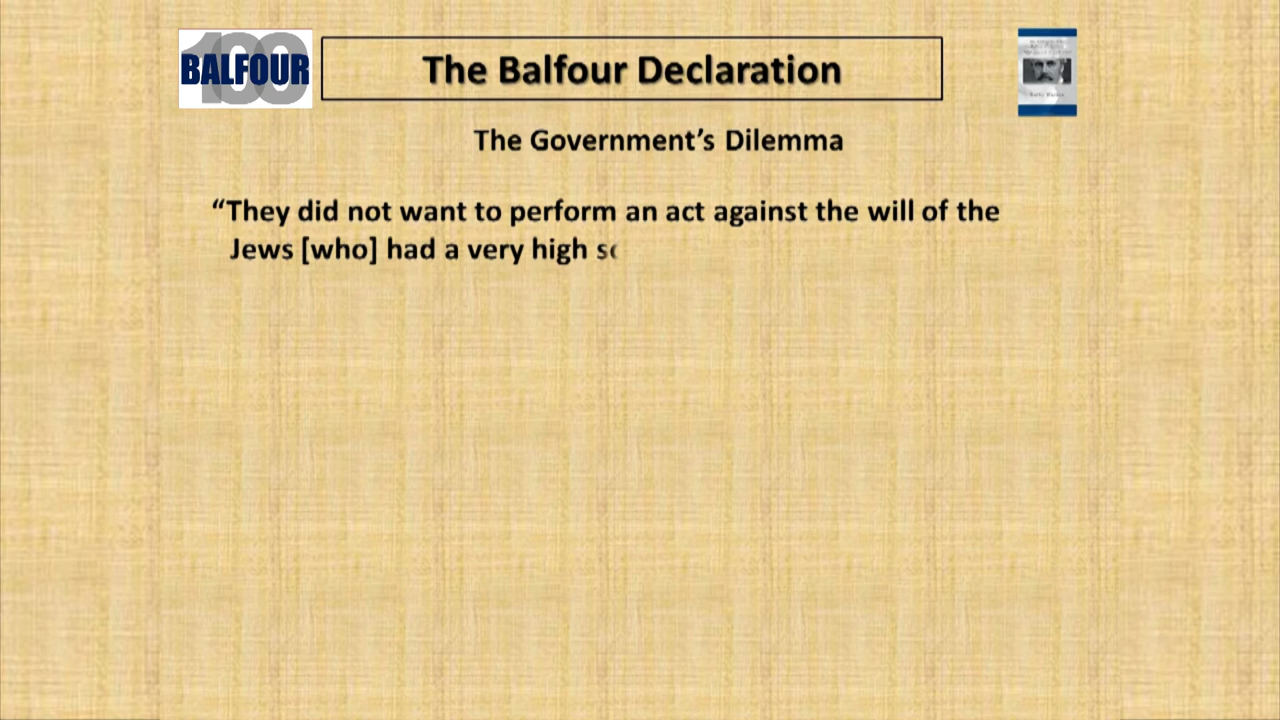 100
BALFOUR
The Balfour Declaration
The Government’s Dilemma
“They did not want to perform an act against the will of the
Jews [who] had a very high